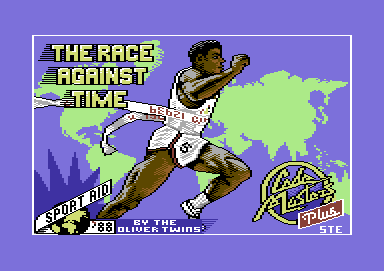 THE RACE
AGAINST
TIME
SPORT AID
'88
BY THE
OLIVER TWINS
Code
Masters
Plus
STE